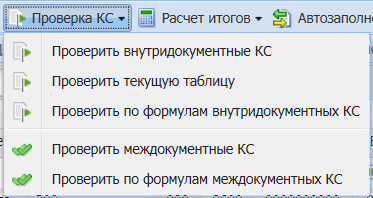 Проверка КС Расчет итогов Автозаполн
Проверить внутридокументные КС
Проверить текущую таблицу
Проверить по формулам внутридокументных КС
Проверить междокументные КС
Проверить по формулам междокументных КС